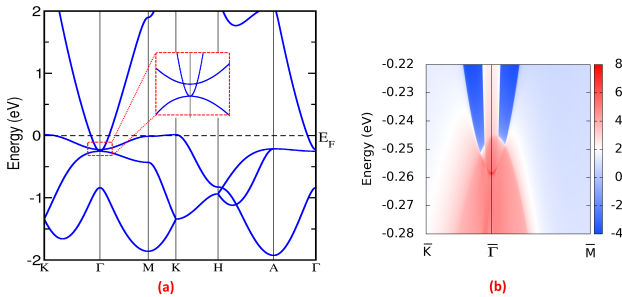 2
1
0
-1
-2
Energy (eV)
E_F
K Γ M K H A Γ
(a)
-0.22
-0.23
-0.24
-0.25
-0.26
-0.27
-0.28
Energy (eV)
K̅ Γ̅ M̅
8
6
4
2
0
-2
-4
(b)